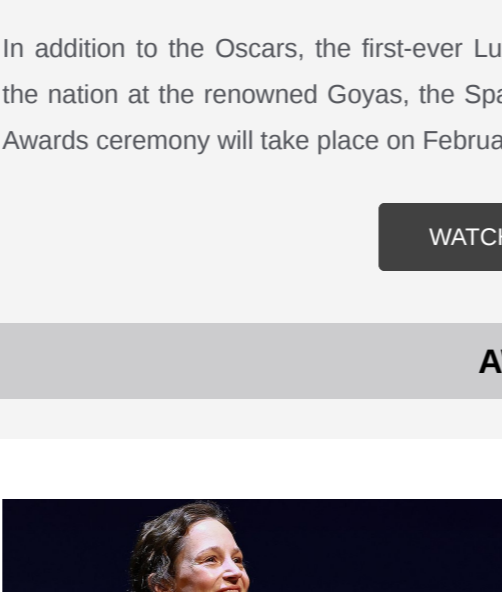 In addition to the Oscars, the first-ever Lu
the nation at the renowned Goyas, the Spa
Awards ceremony will take place on Februa
WATCH
A